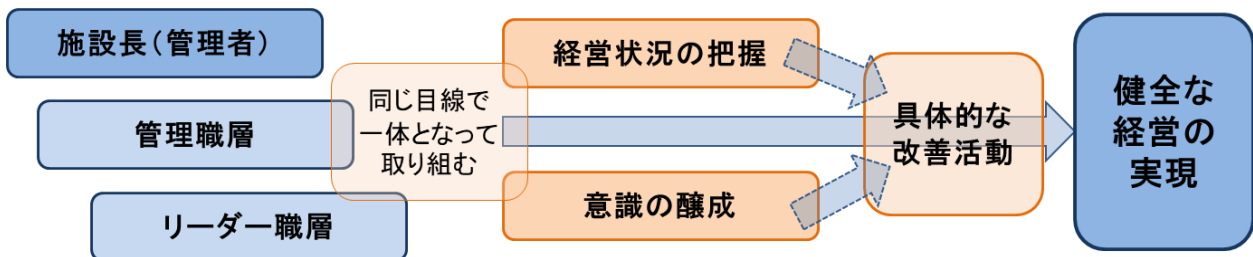 施設長（管理者）
管理職層
リーダー職層
同じ目線で
一体となって
取り組む
経営状況の把握
意識の醸成
具体的な
改善活動
健全な
経営の
実現